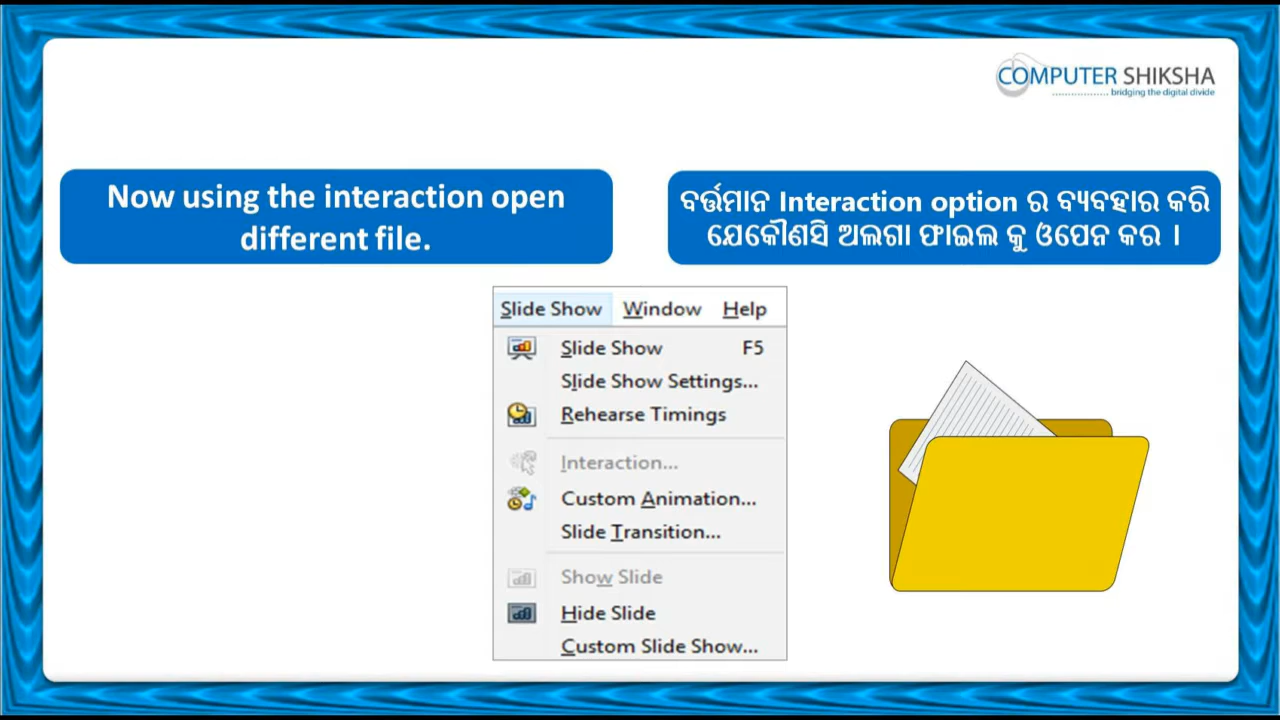 COMPUTER SHIKSHA
bridging the digital divide
Now using the interaction open
different file.
ବର୍ତ୍ତମାନ Interaction option ର ବ୍ୟବହାର କରି
ଯେକୌଣସି ଅଲଗା ଫାଇଲ କୁ ଓପେନ କର ।
Slide Show Window Help
Slide Show F5
Slide Show Settings...
Rehearse Timings
Interaction...
Custom Animation...
Slide Transition...
Show Slide
Hide Slide
Custom Slide Show...